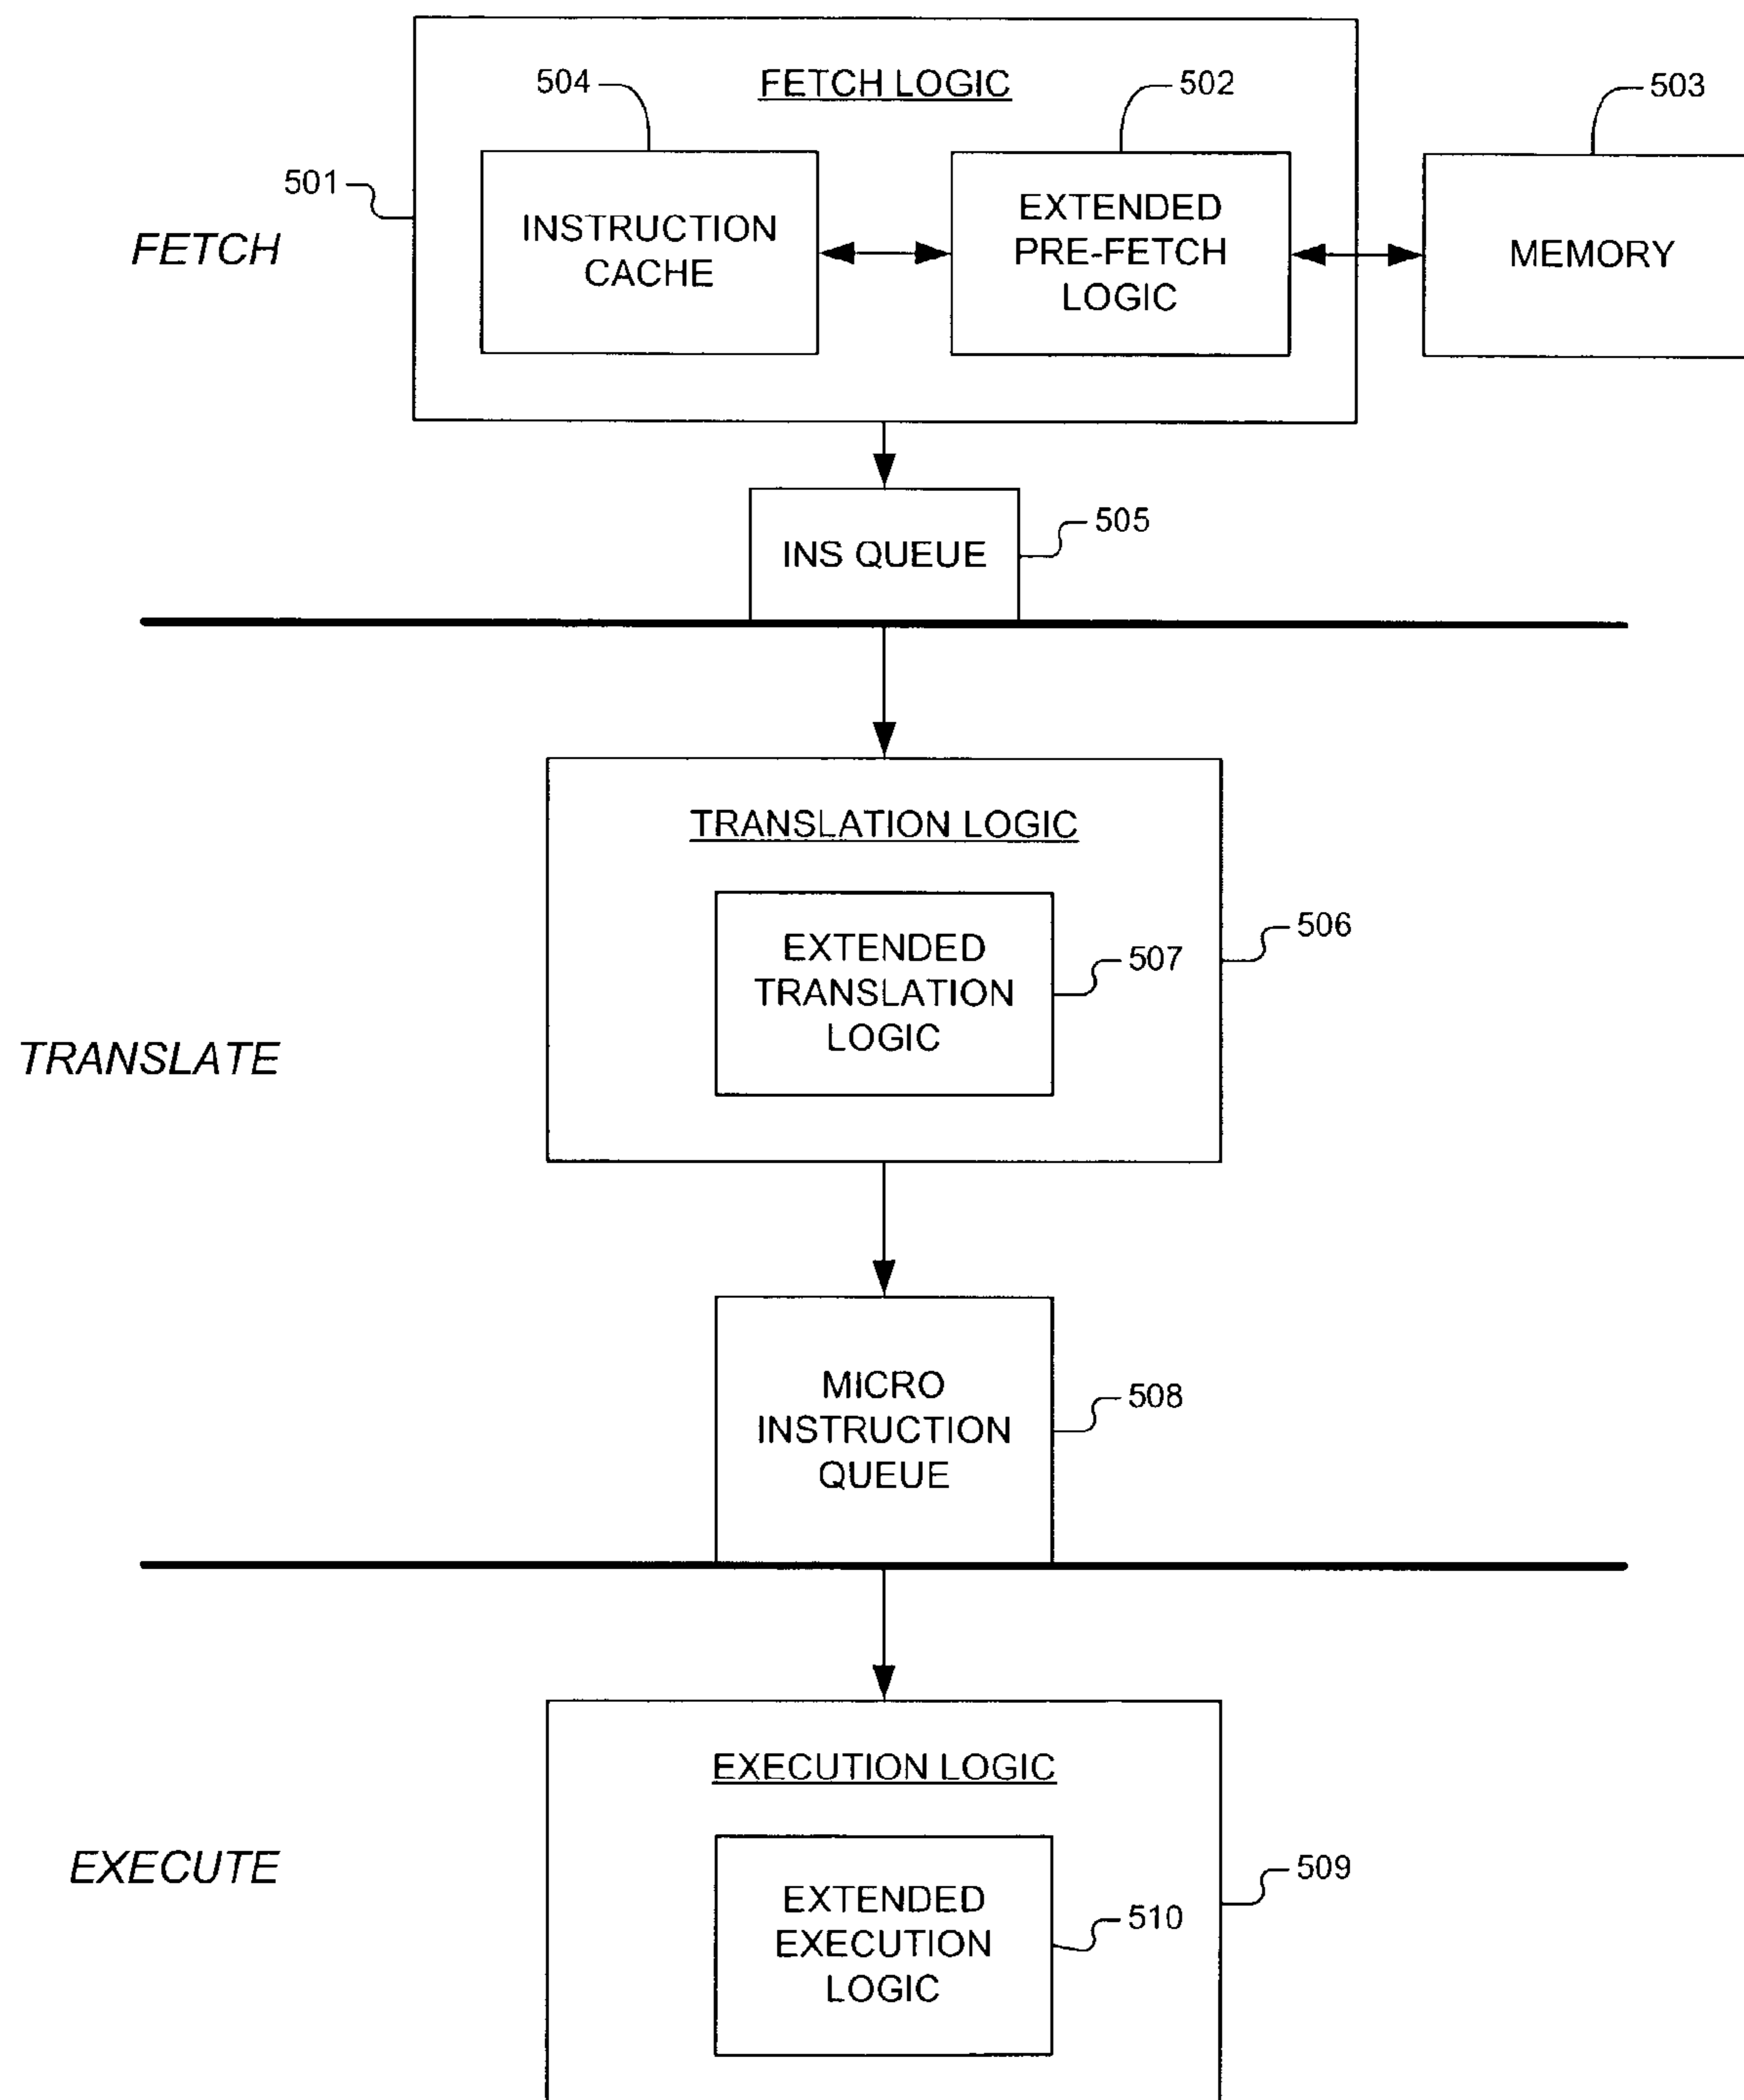 FETCH LOGIC
504
502
503
501
INSTRUCTION
CACHE
EXTENDED
PRE-FETCH
LOGIC
MEMORY
FETCH
INS QUEUE
505
TRANSLATION LOGIC
EXTENDED
TRANSLATION
LOGIC
507
506
TRANSLATE
MICRO
INSTRUCTION
QUEUE
508
EXECUTION LOGIC
EXTENDED
EXECUTION
LOGIC
510
509
EXECUTE